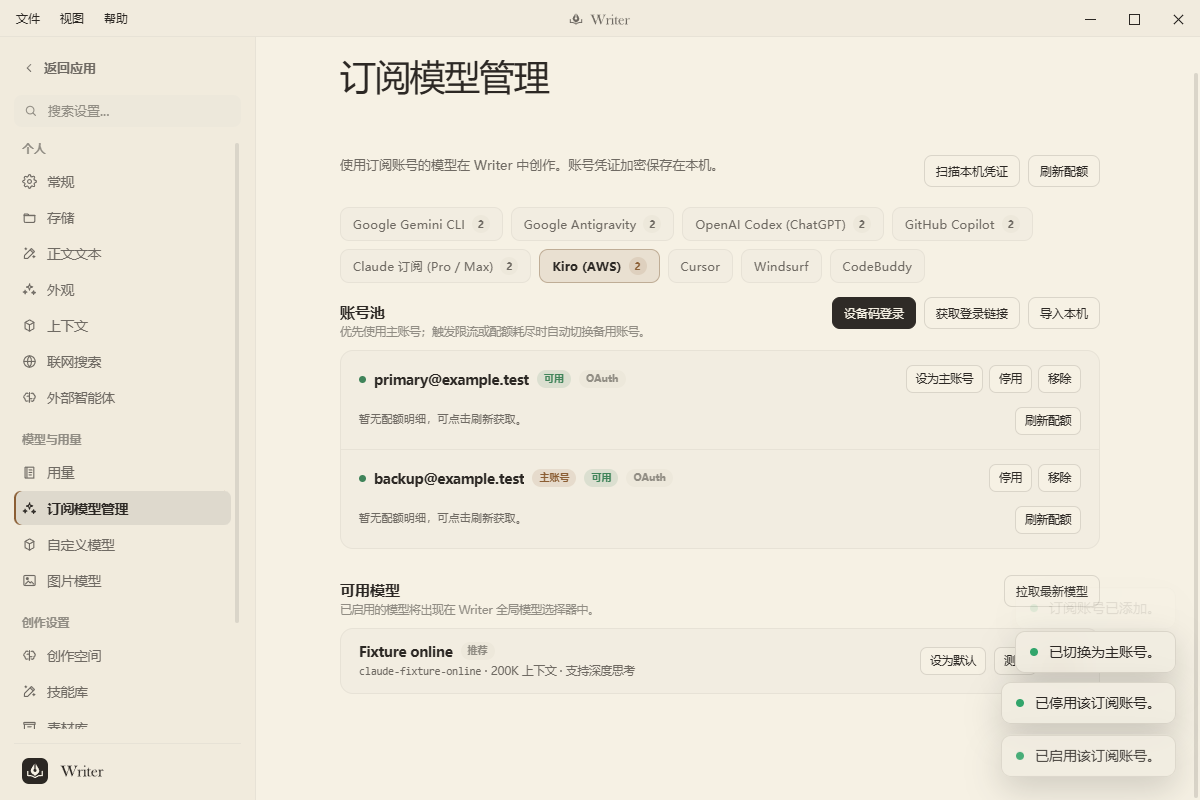 文件 视图 帮助 Writer
返回应用
搜索设置...
个人
常规
存储
正文文本
外观
上下文
联网搜索
外部智能体
模型与用量
用量
订阅模型管理
自定义模型
图片模型
创作设置
创作空间
技能库
素材库
Writer
订阅模型管理
使用订阅账号的模型在 Writer 中创作。账号凭证加密保存在本机。
扫描本机凭证 刷新配额
Google Gemini CLI 2 Google Antigravity 2 OpenAI Codex (ChatGPT) 2 GitHub Copilot 2
Claude 订阅 (Pro / Max) 2 Kiro (AWS) 2 Cursor Windsurf CodeBuddy
账号池
优先使用主账号；触发限流或配额耗尽时自动切换备用账号。
设备码登录 获取登录链接 导入本机
primary@example.test 可用 OAuth 设为主账号 停用 移除
暂无配额明细，可点击刷新获取。 刷新配额
backup@example.test 主账号 可用 OAuth 停用 移除
暂无配额明细，可点击刷新获取。 刷新配额
可用模型
已启用的模型将出现在 Writer 全局模型选择器中。
拉取最新模型
订阅账号已添加。
Fixture online 推荐
claude-fixture-online · 200K 上下文 · 支持深度思考
设为默认 测
已切换为主账号。
已停用该订阅账号。
已启用该订阅账号。